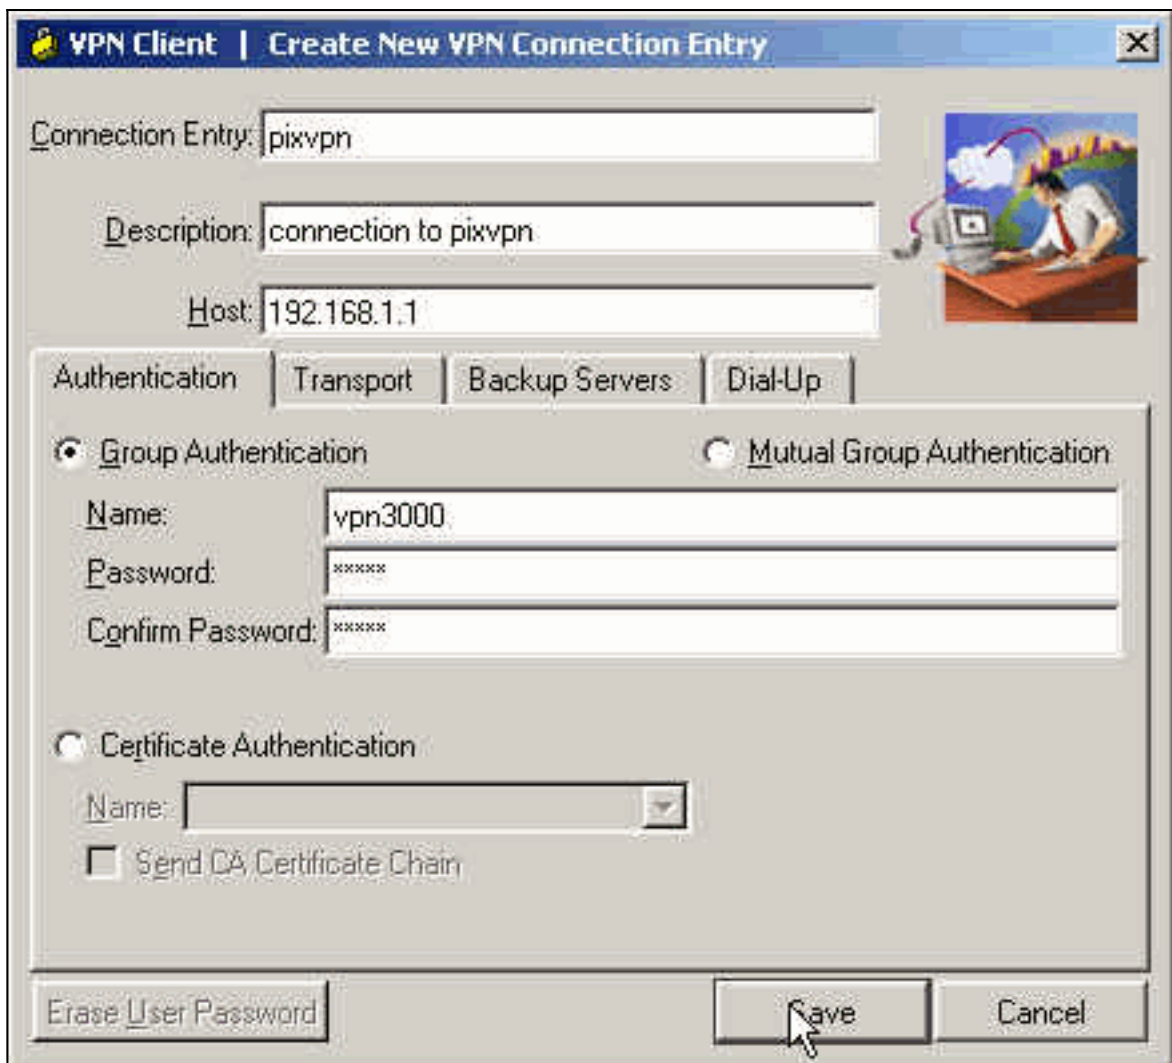 VPN Client | Create New VPN Connection Entry
Connection Entry: pixvpn
Description: connection to pixvpn
Host: 192.168.1.1
Authentication Transport Backup Servers Dial-Up
Group Authentication Mutual Group Authentication
Name: vpn3000
Password: *****
Confirm Password: *****
Certificate Authentication
Name:
Send CA Certificate Chain
Erase User Password Save Cancel